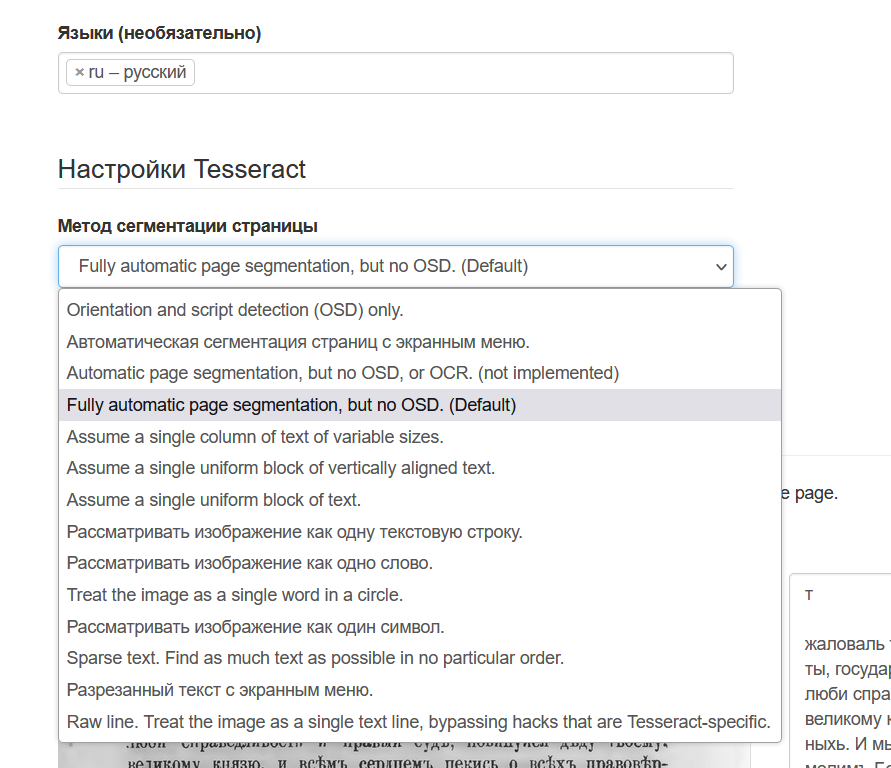 Языки (необязательно)
× ru – русский
Настройки Tesseract
Метод сегментации страницы
Fully automatic page segmentation, but no OSD. (Default)
Orientation and script detection (OSD) only.
Автоматическая сегментация страниц с экранным меню.
Automatic page segmentation, but no OSD, or OCR. (not implemented)
Fully automatic page segmentation, but no OSD. (Default)
Assume a single column of text of variable sizes.
Assume a single uniform block of vertically aligned text.
Assume a single uniform block of text.
Рассматривать изображение как одну текстовую строку.
Рассматривать изображение как одно слово.
Treat the image as a single word in a circle.
Рассматривать изображение как один символ.
Sparse text. Find as much text as possible in no particular order.
Разрезанный текст с экранным меню.
Raw line. Treat the image as a single text line, bypassing hacks that are Tesseract-specific.
e page.
т
жаловаль
ты, государ
люби спра
великому к
ныхь. И мы
молимъ Бо
люби справедливость и правый судъ, повинуйся дѣду твоему,
великому князю, и всѣмъ сердцемъ пекись о всѣхъ правовѣр-